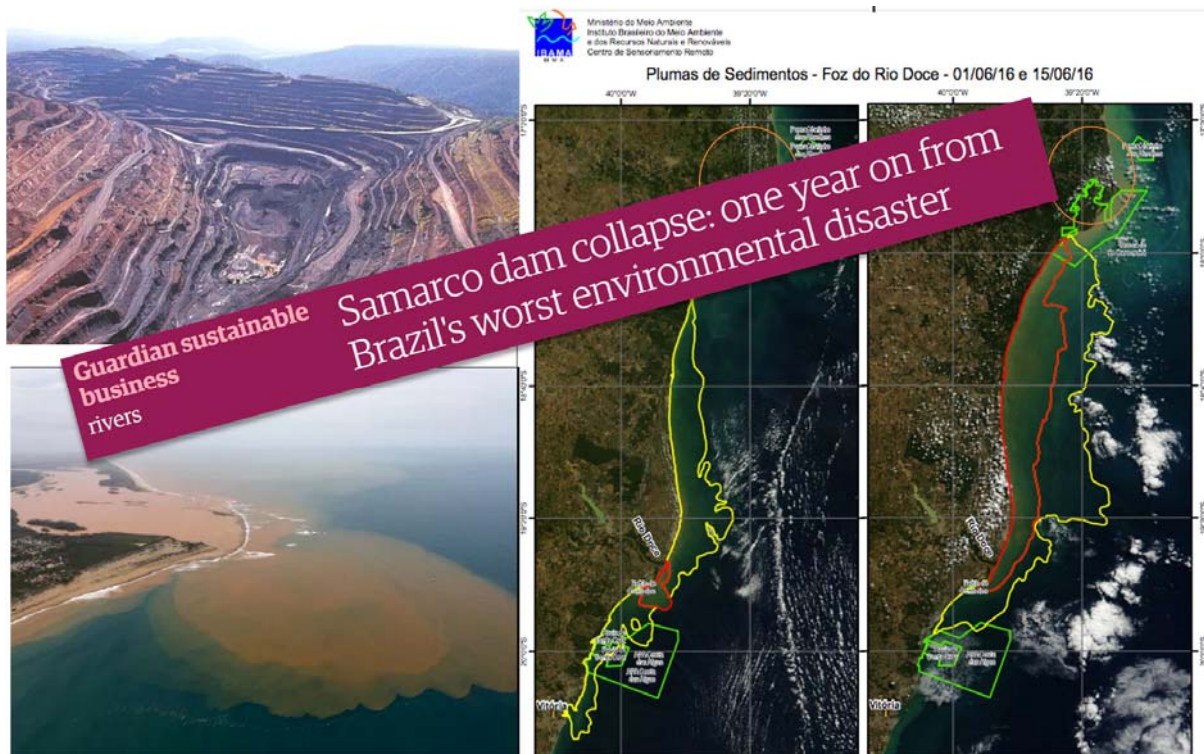 IBAMA
M M A
Ministério do Meio Ambiente
Instituto Brasileiro do Meio Ambiente
e dos Recursos Naturais e Renováveis
Centro de Sensoriamento Remoto
Plumas de Sedimentos - Foz do Rio Doce - 01/06/16 e 15/06/16
40°0'0"W
39°20'0"W
40°0'0"W
39°20'0"W
Guardian sustainable
business
rivers
Samarco dam collapse: one year on from
Brazil's worst environmental disaster
Rio Doce
Vitória
Rio Doce
Vitória